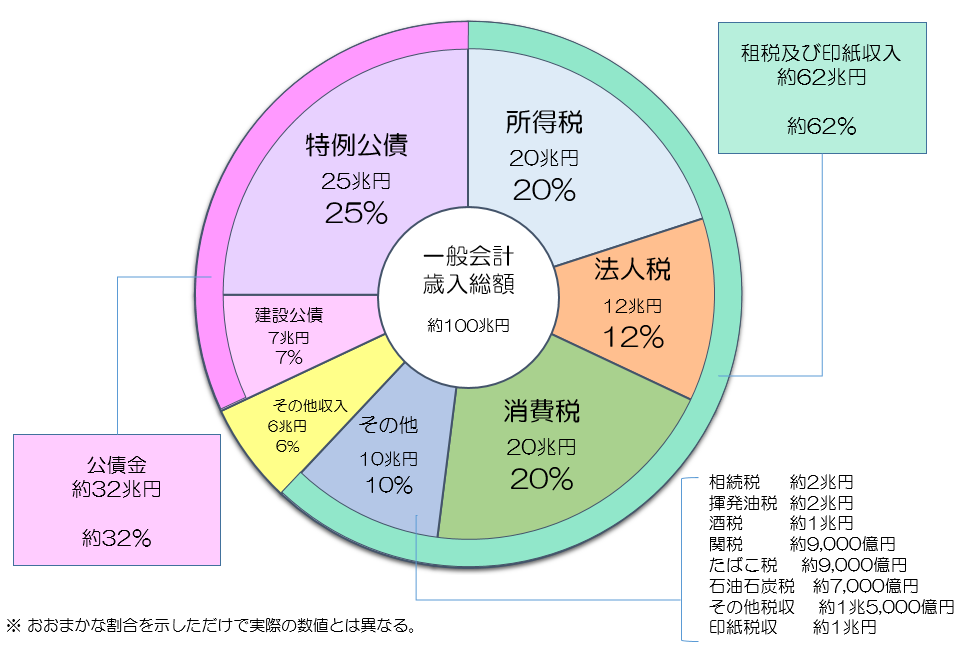 租税及び印紙収入
約62兆円
約62%
所得税
20兆円
20%
特例公債
25兆円
25%
一般会計
歳入総額
約100兆円
法人税
12兆円
12%
建設公債
7兆円
7%
その他収入
6兆円
6%
その他
10兆円
10%
消費税
20兆円
20%
公債金
約32兆円
約32%
相続税 約2兆円
揮発油税 約2兆円
酒税 約1兆円
関税 約9,000億円
たばこ税 約9,000億円
石油石炭税 約7,000億円
その他税収 約1兆5,000億円
印紙税収 約1兆円
※ おおまかな割合を示しただけで実際の数値とは異なる。